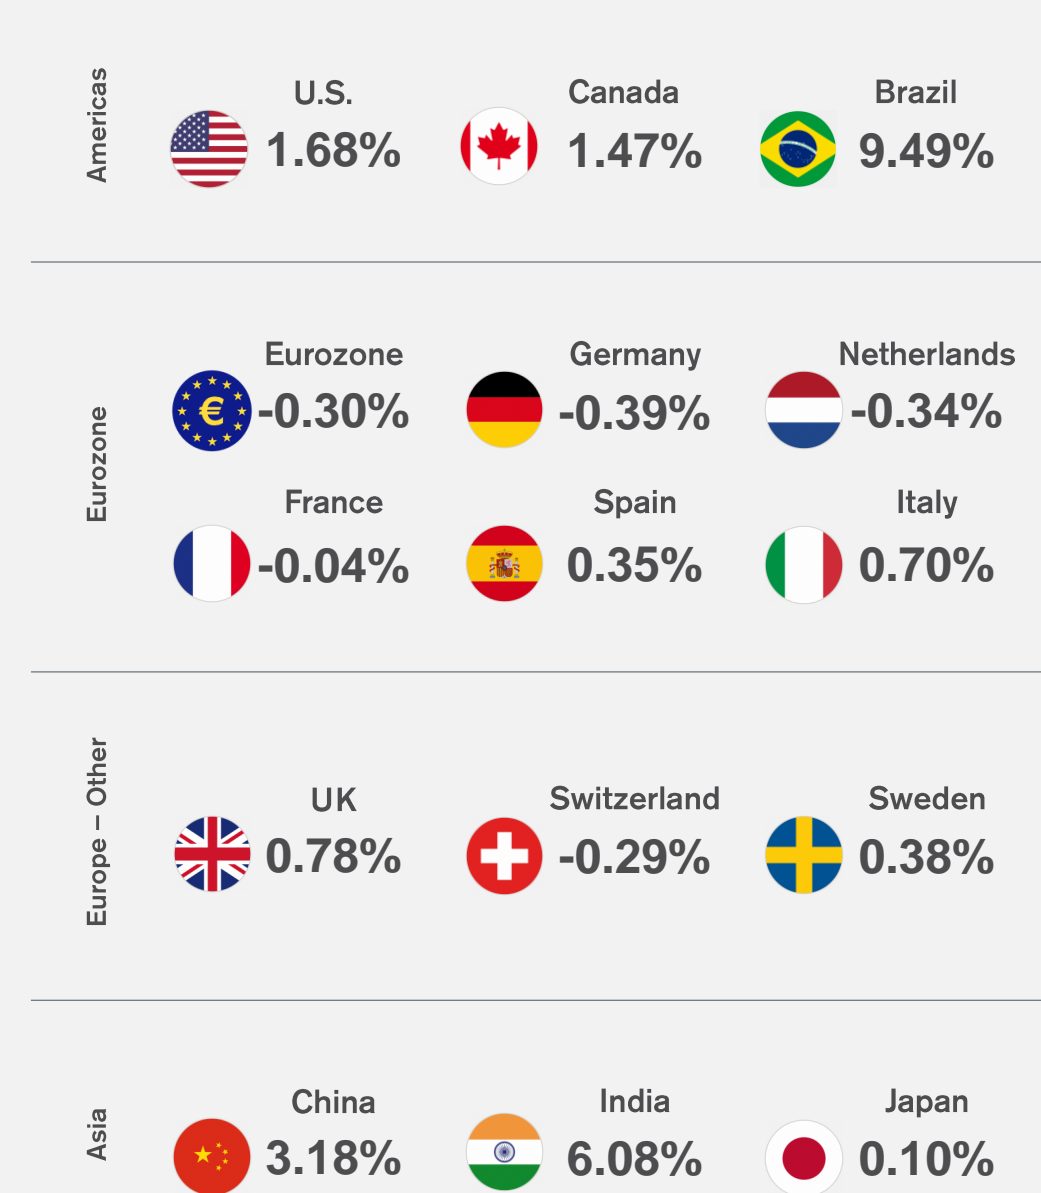 Americas
U.S.
Canada
Brazil
1.68%
1.47%
9.49%
Eurozone
Eurozone
Germany
Netherlands
€
-0.30%
-0.39%
-0.34%
France
Spain
Italy
-0.04%
0.35%
0.70%
Europe – Other
UK
Switzerland
Sweden
0.78%
-0.29%
0.38%
Asia
China
India
Japan
3.18%
6.08%
0.10%